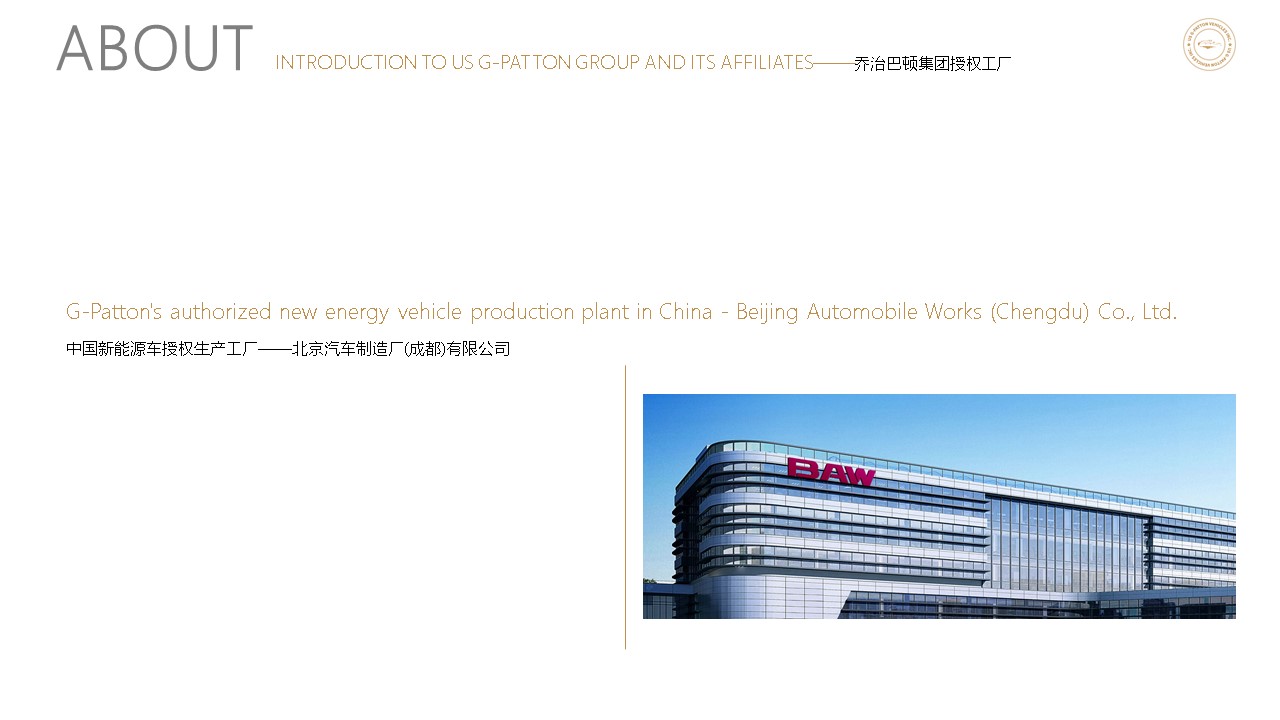 ABOUT
INTRODUCTION TO US G-PATTON GROUP AND ITS AFFILIATES——乔治巴顿集团授权工厂
G-Patton's authorized new energy vehicle production plant in China - Beijing Automobile Works (Chengdu) Co., Ltd.
中国新能源车授权生产工厂——北京汽车制造厂(成都)有限公司
BAW